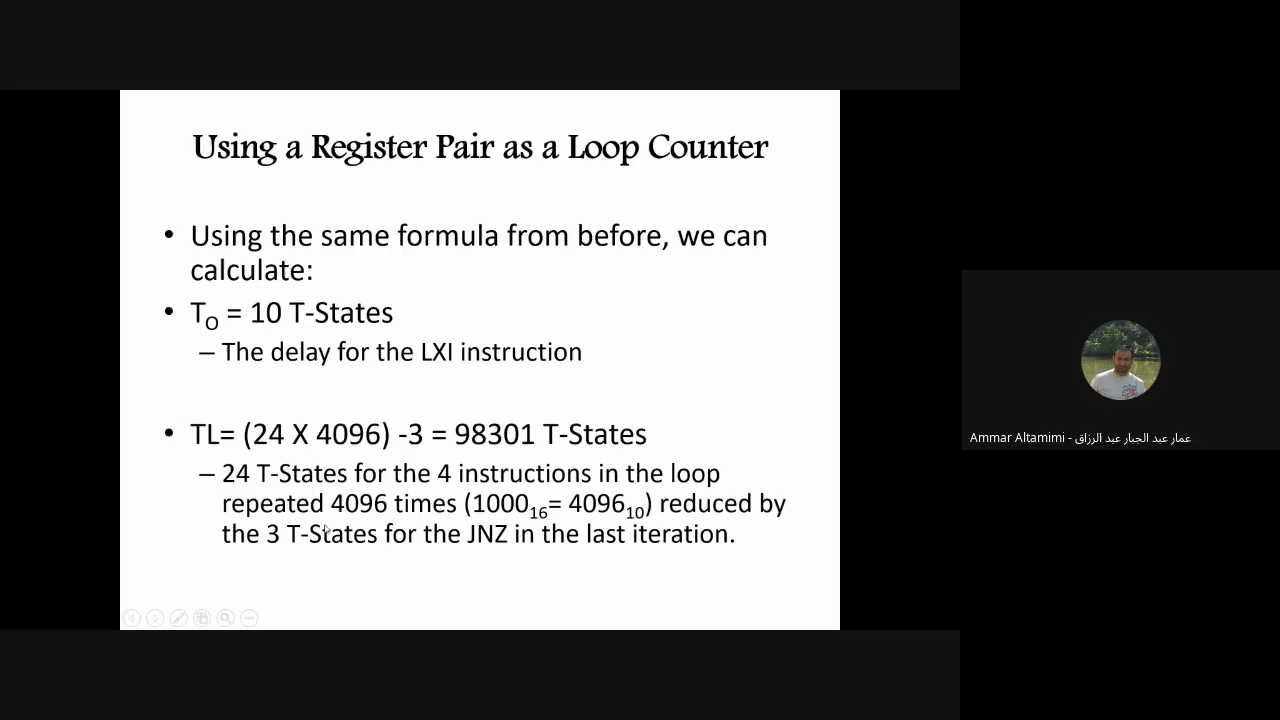 Using a Register Pair as a Loop Counter
• Using the same formula from before, we can
calculate:
• T_O = 10 T-States
– The delay for the LXI instruction
• TL= (24 X 4096) -3 = 98301 T-States
– 24 T-States for the 4 instructions in the loop
repeated 4096 times (1000₁₆= 4096₁₀) reduced by
the 3 T-States for the JNZ in the last iteration.
Ammar Altamimi - عمار عبد الجبار عبد الرزاق